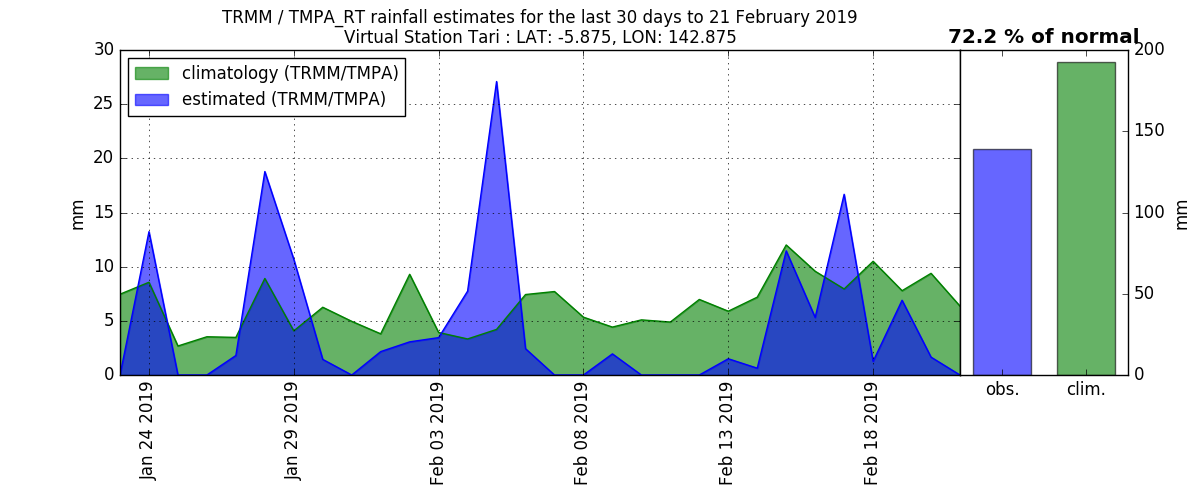 TRMM / TMPA_RT rainfall estimates for the last 30 days to 21 February 2019
Virtual Station Tari : LAT: -5.875, LON: 142.875
72.2 % of normal
climatology (TRMM/TMPA)
estimated (TRMM/TMPA)
mm
30
25
20
15
10
5
0
Jan 24 2019
Jan 29 2019
Feb 03 2019
Feb 08 2019
Feb 13 2019
Feb 18 2019
obs.
clim.
200
150
100
50
0
mm